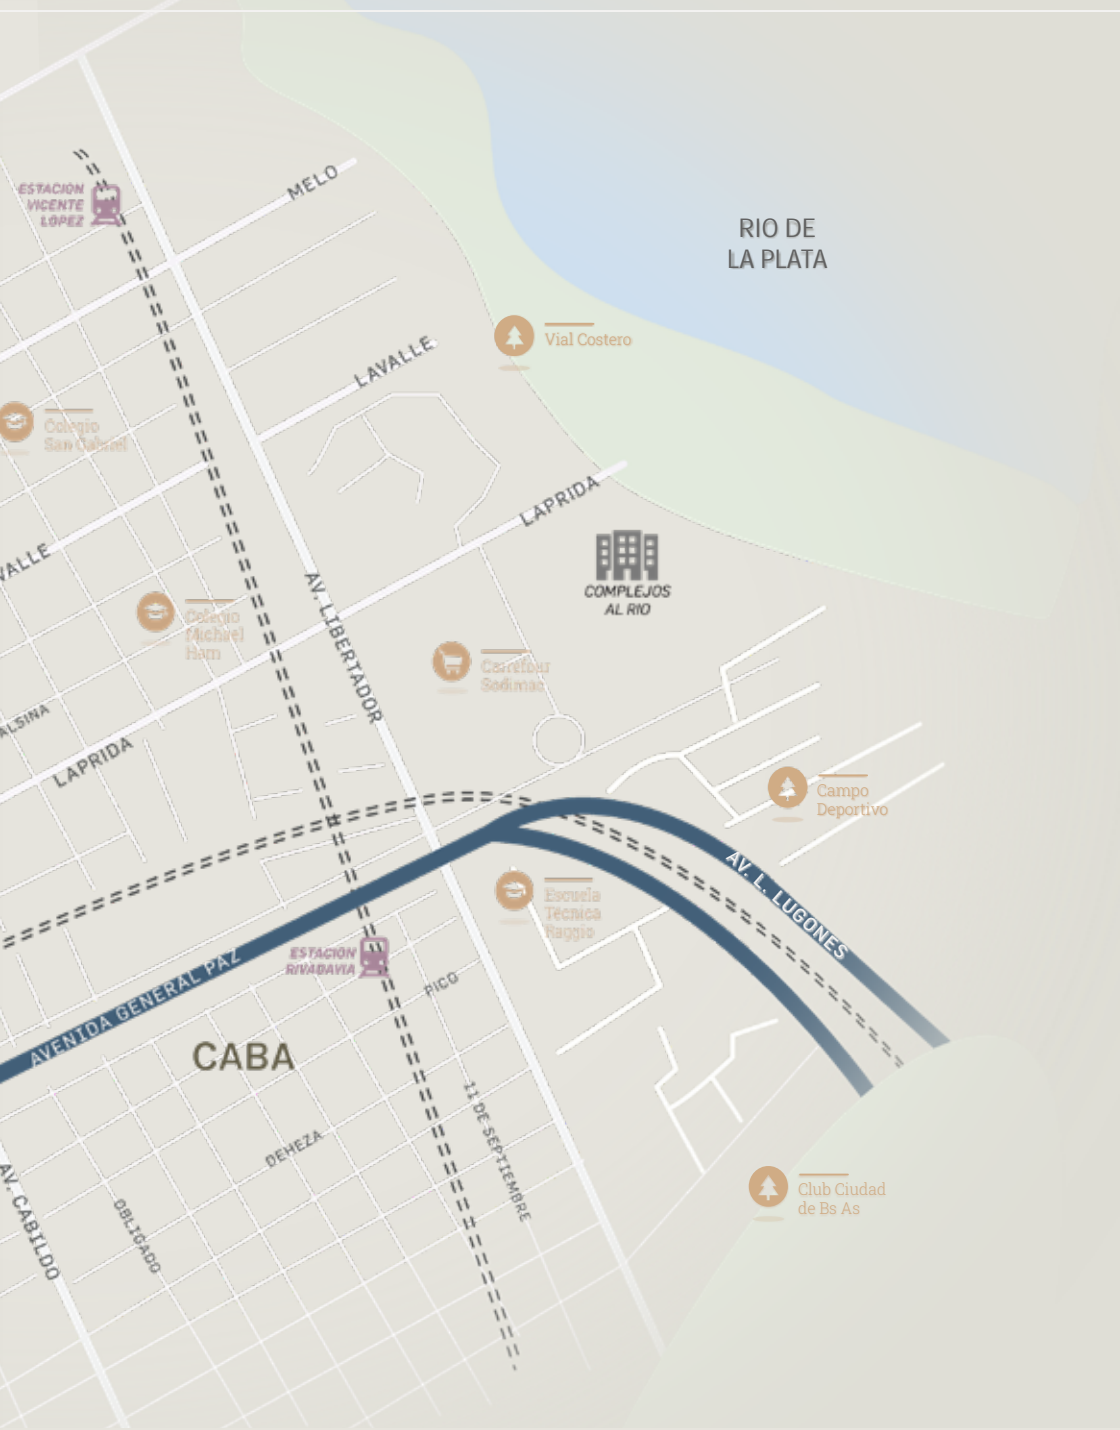 MELO
ESTACION
VICENTE
LOPEZ
RIO DE
LA PLATA
Vial Costero
LAVALLE
Colegio
San Gabriel
LAPRIDA
VALLE
COMPLEJOS
AL RIO
AV. LIBERTADOR
Colegio
Michael
Ham
Carrefour
Sodimac
ALSINA
LAPRIDA
Campo
Deportivo
AV. L. LUGONES
Escuela
Técnica
Raggio
ESTACION
RIVADAVIA
AVENIDA GENERAL PAZ
PICO
CABA
11 DE SEPTIEMBRE
DEHEZA
AV. CABILDO
OBLIGADO
Club Ciudad
de Bs As